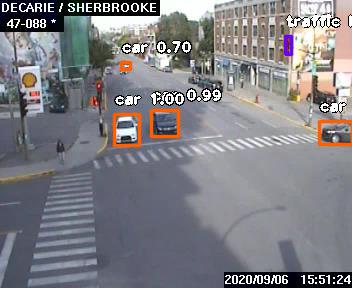 DECARIE / SHERBROOKE
47-088 *
traffic
car 0.70
car 1.00
0.99
car
2020/09/06 15:51:24